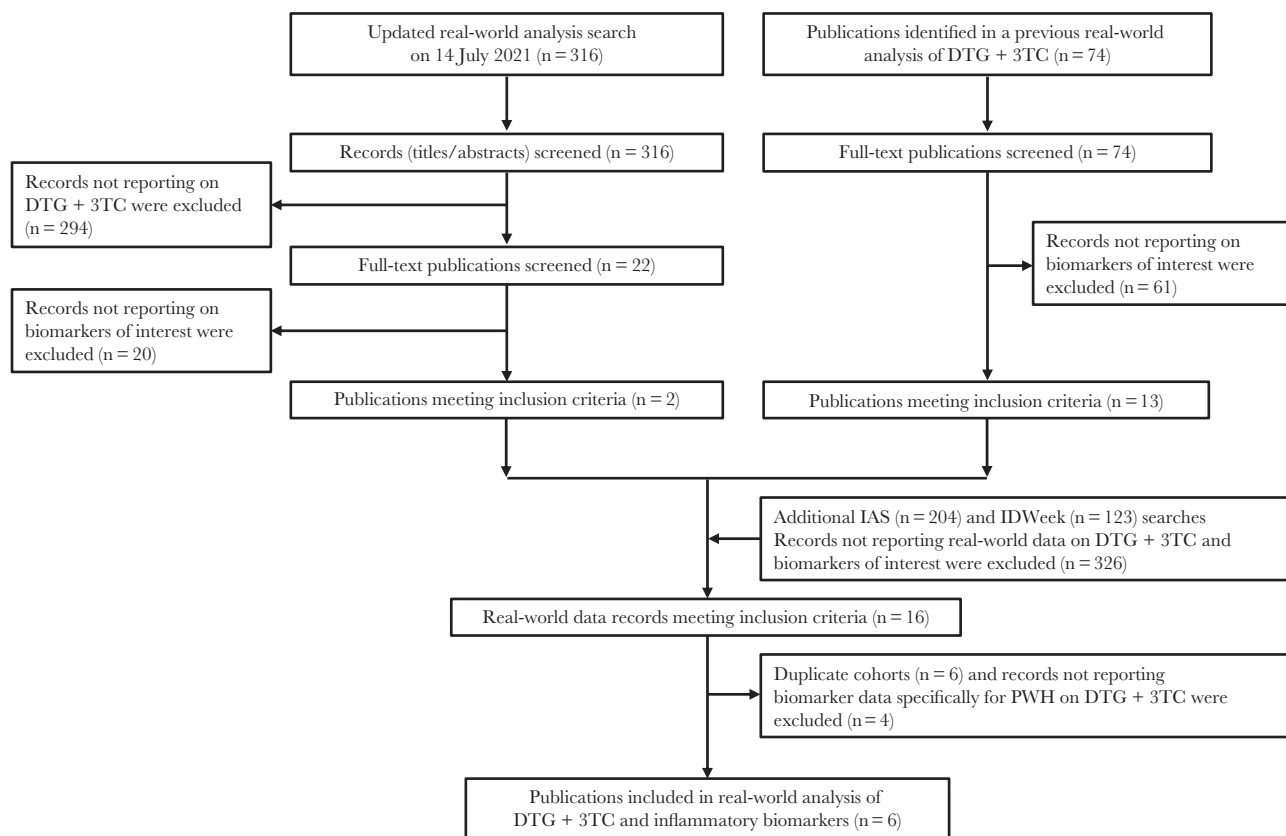 Updated real-world analysis search
on 14 July 2021 (n = 316)
Publications identified in a previous real-world
analysis of DTG + 3TC (n = 74)
Records (titles/abstracts) screened (n = 316)
Full-text publications screened (n = 74)
Records not reporting on
DTG + 3TC were excluded
(n = 294)
Full-text publications screened (n = 22)
Records not reporting on
biomarkers of interest were
excluded (n = 61)
Records not reporting on
biomarkers of interest were
excluded (n = 20)
Publications meeting inclusion criteria (n = 2)
Publications meeting inclusion criteria (n = 13)
Additional IAS (n = 204) and IDWeek (n = 123) searches
Records not reporting real-world data on DTG + 3TC and
biomarkers of interest were excluded (n = 326)
Real-world data records meeting inclusion criteria (n = 16)
Duplicate cohorts (n = 6) and records not reporting
biomarker data specifically for PWH on DTG + 3TC were
excluded (n = 4)
Publications included in real-world analysis of
DTG + 3TC and inflammatory biomarkers (n = 6)